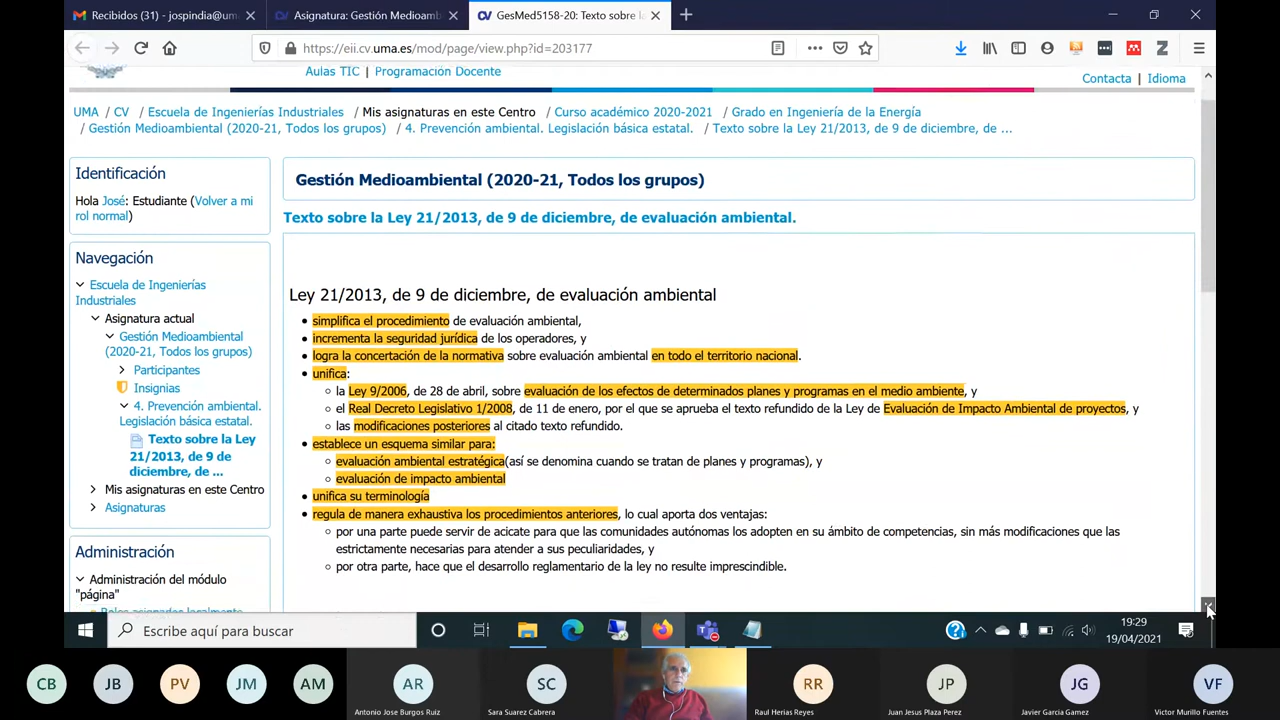 Recibidos (31) - jospindia@um
Asignatura: Gestión Medioamb
GesMed5158-20: Texto sobre la
https://eii.cv.uma.es/mod/page/view.php?id=203177
Aulas TIC | Programación Docente
Contacta | Idioma
UMA / CV / Escuela de Ingenierías Industriales / Mis asignaturas en este Centro / Curso académico 2020-2021 / Grado en Ingeniería de la Energía
/ Gestión Medioambiental (2020-21, Todos los grupos) / 4. Prevención ambiental. Legislación básica estatal. / Texto sobre la Ley 21/2013, de 9 de diciembre, de ...
Identificación
Hola José: Estudiante (Volver a mi
rol normal)
Navegación
Escuela de Ingenierías
Industriales
Asignatura actual
Gestión Medioambiental
(2020-21, Todos los grupos)
Participantes
Insignias
4. Prevención ambiental.
Legislación básica estatal.
Texto sobre la Ley
21/2013, de 9 de
diciembre, de ...
Mis asignaturas en este Centro
Asignaturas
Administración
Administración del módulo
"página"
Roles asignados localmente
Gestión Medioambiental (2020-21, Todos los grupos)
Texto sobre la Ley 21/2013, de 9 de diciembre, de evaluación ambiental.
Ley 21/2013, de 9 de diciembre, de evaluación ambiental
simplifica el procedimiento de evaluación ambiental,
incrementa la seguridad jurídica de los operadores, y
logra la concertación de la normativa sobre evaluación ambiental en todo el territorio nacional.
unifica:
la Ley 9/2006, de 28 de abril, sobre evaluación de los efectos de determinados planes y programas en el medio ambiente, y
el Real Decreto Legislativo 1/2008, de 11 de enero, por el que se aprueba el texto refundido de la Ley de Evaluación de Impacto Ambiental de proyectos, y
las modificaciones posteriores al citado texto refundido.
establece un esquema similar para:
evaluación ambiental estratégica(así se denomina cuando se tratan de planes y programas), y
evaluación de impacto ambiental
unifica su terminología
regula de manera exhaustiva los procedimientos anteriores, lo cual aporta dos ventajas:
por una parte puede servir de acicate para que las comunidades autónomas los adopten en su ámbito de competencias, sin más modificaciones que las
estrictamente necesarias para atender a sus peculiaridades, y
por otra parte, hace que el desarrollo reglamentario de la ley no resulte imprescindible.
Escribe aquí para buscar
19:29
19/04/2021
CB
JB
PV
JM
AM
AR
SC
RR
JP
JG
VF
Antonio Jose Burgos Ruiz
Sara Suarez Cabrera
Raul Herias Reyes
Juan Jesus Plaza Perez
Javier Garcia Gamez
Victor Murillo Fuentes